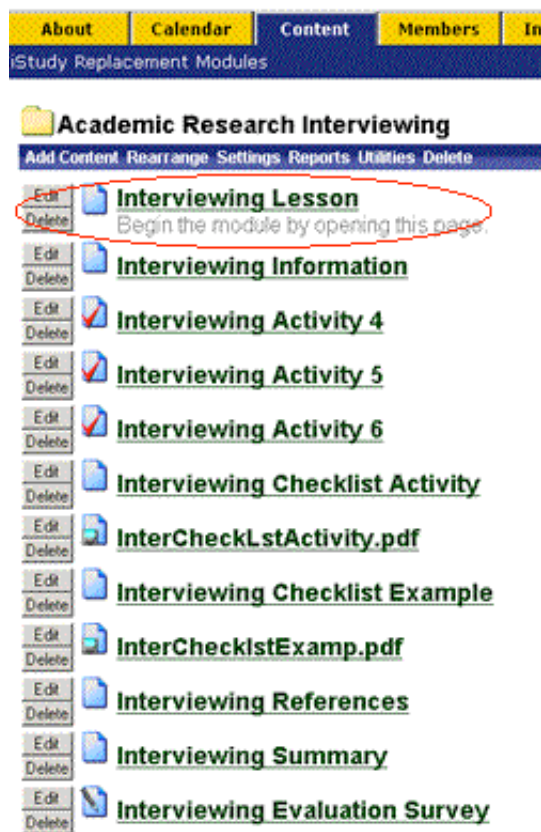 About Calendar Content Members In
iStudy Replacement Modules
Academic Research Interviewing
Add Content Rearrange Settings Reports Utilities Delete
Edit
Interviewing Lesson
Delete
Begin the module by opening this page.
Edit
Interviewing Information
Delete
Edit
Interviewing Activity 4
Delete
Edit
Interviewing Activity 5
Delete
Edit
Interviewing Activity 6
Delete
Edit
Interviewing Checklist Activity
Delete
Edit
InterCheckLstActivity.pdf
Delete
Edit
Interviewing Checklist Example
Delete
Edit
InterChecklstExamp.pdf
Delete
Edit
Interviewing References
Delete
Edit
Interviewing Summary
Delete
Edit
Interviewing Evaluation Survey
Delete